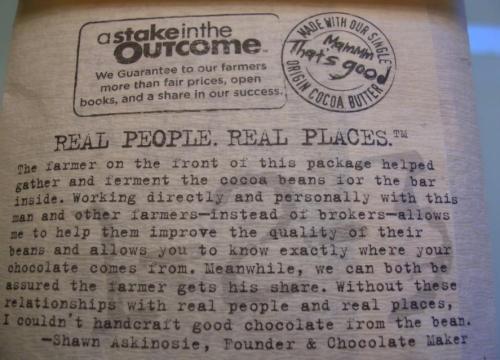 a stake in the
OUTCOME™
We Guarantee to our farmers
more than fair prices, open
books, and a share in our success.
MADE WITH OUR SINGLE
Mmmm
That's good
ORIGIN COCOA BUTTER
REAL PEOPLE. REAL PLACES.™
The farmer on the front of this package helped
gather and ferment the cocoa beans for the bar
inside. Working directly and personally with this
man and other farmers—instead of brokers—allows
me to help them improve the quality of their
beans and allows you to know exactly where your
chocolate comes from. Meanwhile, we can both be
assured the farmer gets his share. Without these
relationships with real people and real places,
I couldn't handcraft good chocolate from the bean.
—Shawn Askinosie, Founder & Chocolate Maker